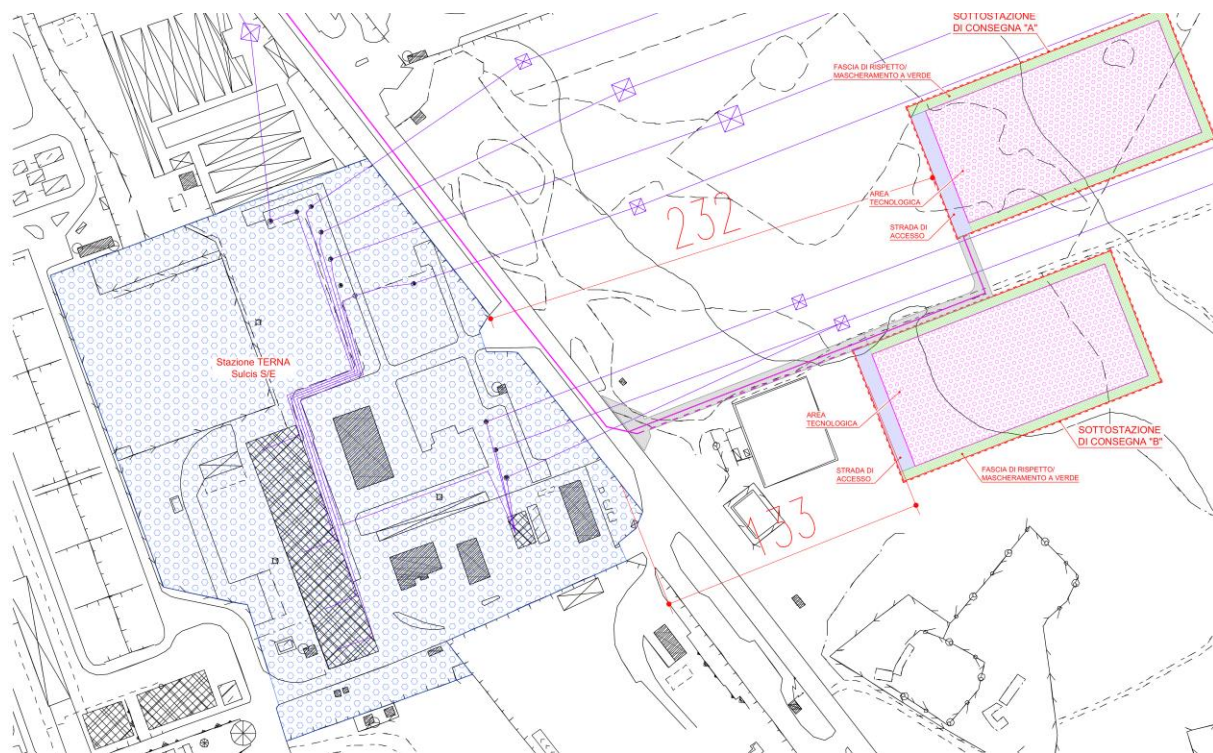 SOTTOSTAZIONE
DI CONSEGNA "A"
FASCIA DI RISPETTO/
MASCHERAMENTO A VERDE
AREA
TECNOLOGICA
STRADA DI
ACCESSO
232
Stazione TERNA
Sulcis S/E
AREA
TECNOLOGICA
SOTTOSTAZIONE
DI CONSEGNA "B"
STRADA DI
ACCESSO
FASCIA DI RISPETTO/
MASCHERAMENTO A VERDE
133